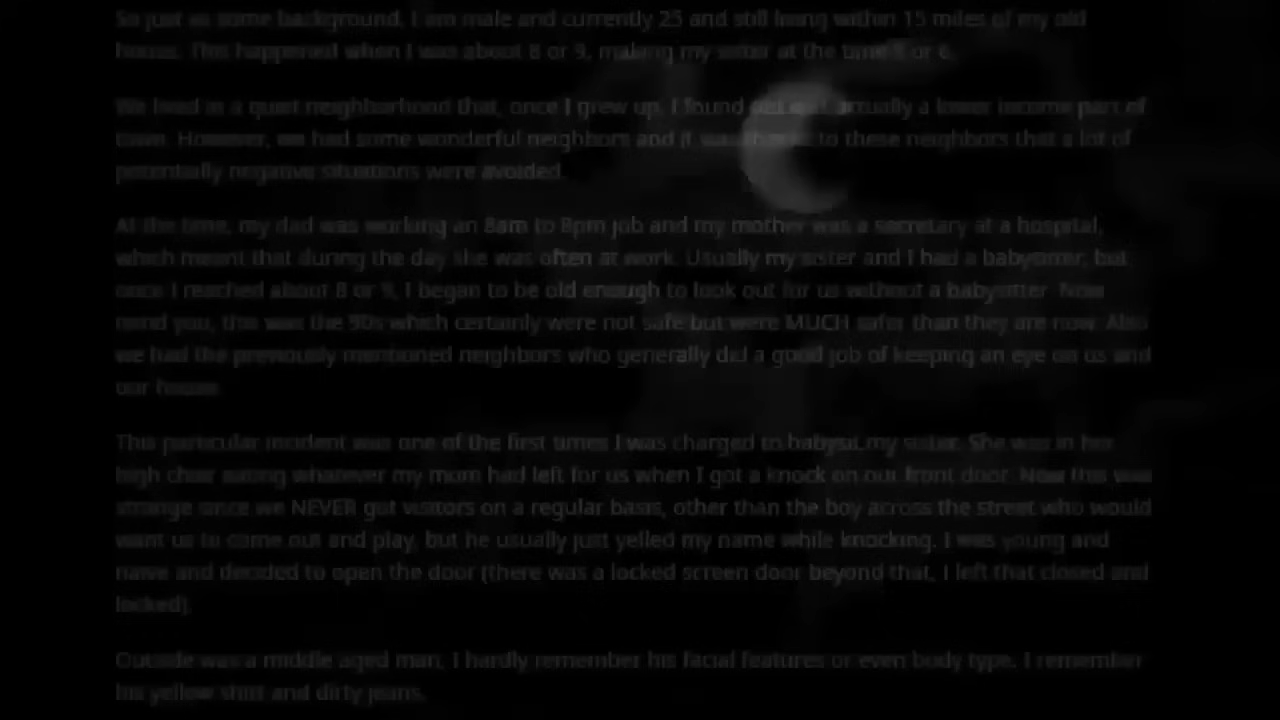 So just as some background. I am male and currently 25 and still living within 15 miles of my old
house. This happened when I was about 8 or 9, making my sister at the time 5 or 6.
We lived in a quiet neighborhood that, once I grew up, I found out was actually a lower income part of
town. However, we had some wonderful neighbors and it was thanks to these neighbors that a lot of
potentially negative situations were avoided.
At the time, my dad was working an 8am to 8pm job and my mother was a secretary at a hospital,
which meant that during the day she was often at work. Usually my sister and I had a babysitter, but
once I reached about 8 or 9, I began to be old enough to look out for us without a babysitter. Now
mind you, this was the 90s which certainly were not safe but were MUCH safer than they are now. Also
we had the previously mentioned neighbors who generally did a good job of keeping an eye on us and
our house.
This particular incident was one of the first times I was charged to babysit my sister. She was in her
high chair eating whatever my mom had left for us when I got a knock on our front door. Now this was
strange since we NEVER got visitors on a regular basis, other than the boy across the street who would
want us to come out and play, but he usually just yelled my name while knocking. I was young and
naive and decided to open the door (there was a locked screen door beyond that, I left that closed and
locked).
Outside was a middle aged man, I hardly remember his facial features or even body type. I remember
his yellow shirt and dirty jeans.